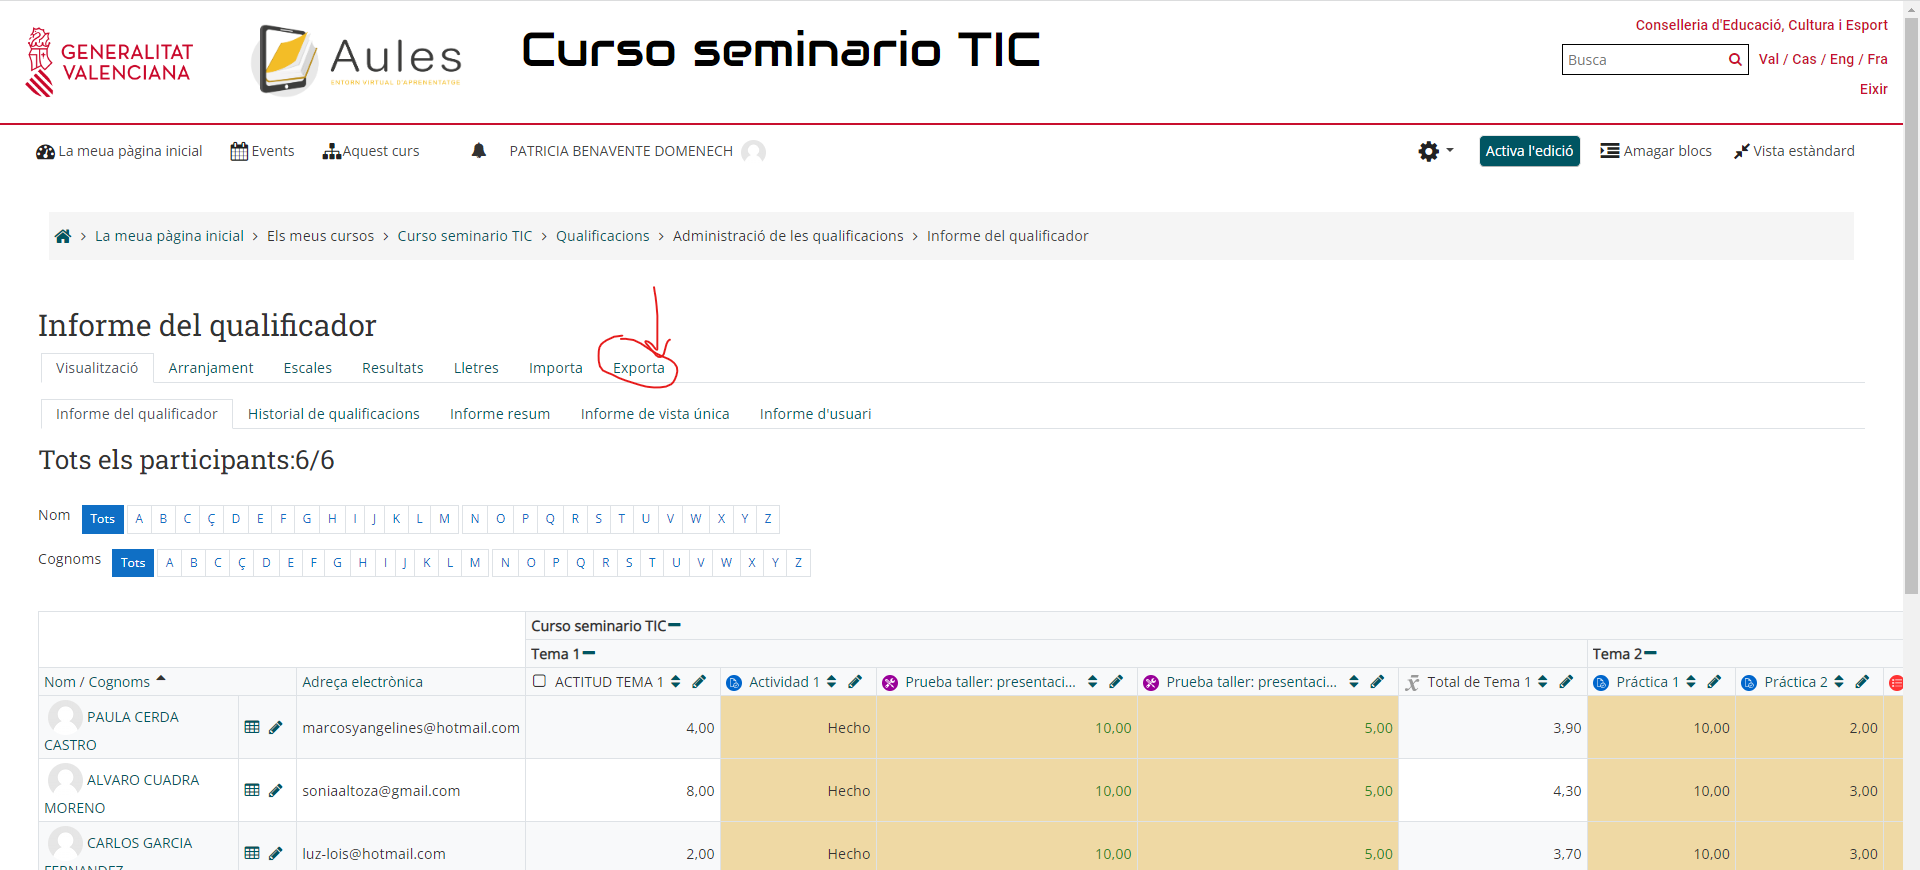 GENERALITAT
VALENCIANA
Aules
ENTORN VIRTUAL D'APRENENTATGE
Curso seminario TIC
Conselleria d'Educació, Cultura i Esport
Busca
Val / Cas / Eng / Fra
Eixir
La meua pàgina inicial Events Aquest curs PATRICIA BENAVENTE DOMENECH Activa l'edició Amagar blocs Vista estàndard
La meua pàgina inicial > Els meus cursos > Curso seminario TIC > Qualificacions > Administració de les qualificacions > Informe del qualificador
Informe del qualificador
Visualització Arranjament Escales Resultats Lletres Importa Exporta
Informe del qualificador Historial de qualificacions Informe resum Informe de vista única Informe d'usuari
Tots els participants:6/6
Nom Tots A B C Ç D E F G H I J K L M N O P Q R S T U V W X Y Z
Cognoms Tots A B C Ç D E F G H I J K L M N O P Q R S T U V W X Y Z
Curso seminario TIC
Tema 1 Tema 2
Nom / Cognoms Adreça electrònica ACTITUD TEMA 1 Actividad 1 Prueba taller: presentaci... Prueba taller: presentaci... x̄ Total de Tema 1 Práctica 1 Práctica 2
PAULA CERDA
CASTRO
marcosyangelines@hotmail.com 4,00 Hecho 10,00 5,00 3,90 10,00 2,00
ALVARO CUADRA
MORENO
soniaaltoza@gmail.com 8,00 Hecho 10,00 5,00 4,30 10,00 3,00
CARLOS GARCIA
FERNANDEZ
luz-lois@hotmail.com 2,00 Hecho 10,00 5,00 3,70 10,00 3,00